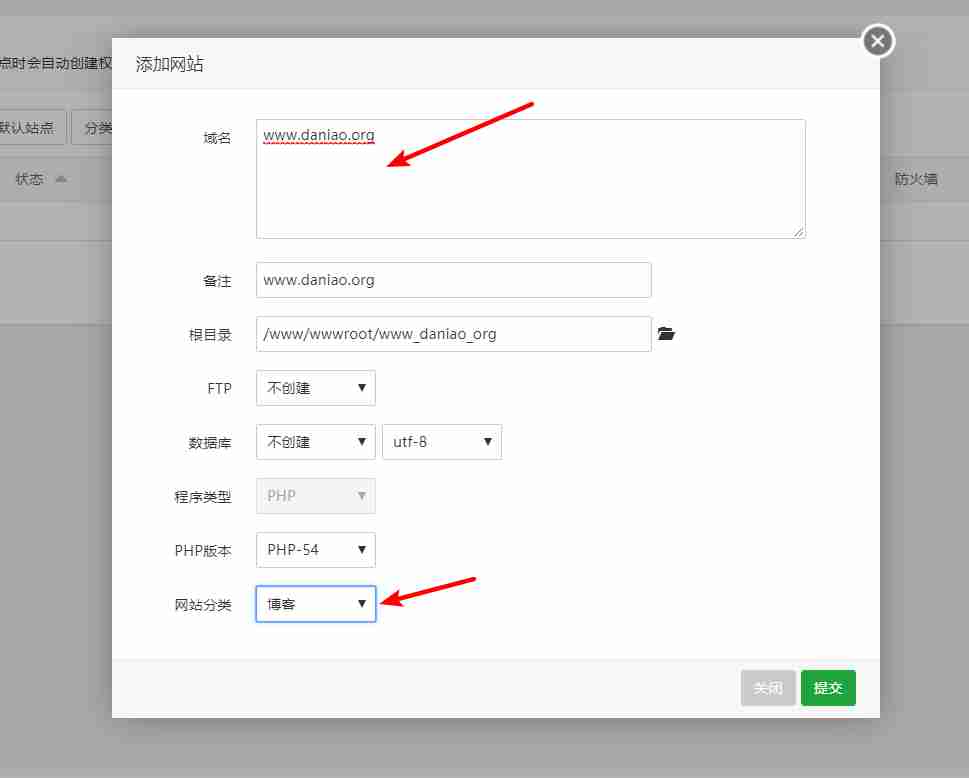 添加网站
点时会自动创建权
默认站点 分类
状态
防火墙
域名 www.daniao.org
备注 www.daniao.org
根目录 /www/wwwroot/www_daniao_org
FTP 不创建
数据库 不创建 utf-8
程序类型 PHP
PHP版本 PHP-54
网站分类 博客
关闭 提交